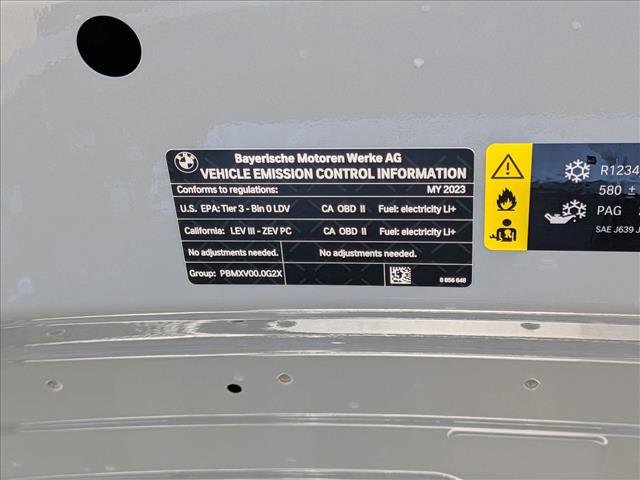 BMW
Bayerische Motoren Werke AG
VEHICLE EMISSION CONTROL INFORMATION
Conforms to regulations: MY 2023
U.S. EPA: Tier 3 - Bin 0 LDV CA OBD II Fuel: electricity Li+
California: LEV III - ZEV PC CA OBD II Fuel: electricity Li+
No adjustments needed. No adjustments needed.
Group: PBMXV00.0G2X 8 856 648
R1234
580 ±
PAG
SAE J639 J